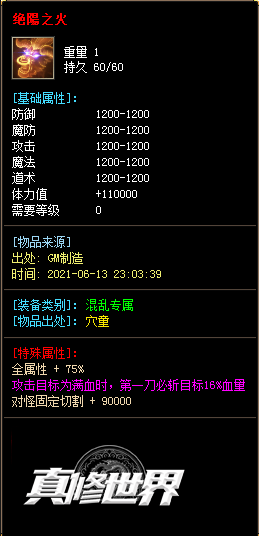 绝陽之火
重量 1
持久 60/60
[基础属性]:
防御 1200-1200
魔防 1200-1200
攻击 1200-1200
魔法 1200-1200
道术 1200-1200
体力值 +110000
需要等级 0
[物品来源]
出处: GM制造
时间: 2021-06-13 23:03:39
[装备类别]: 混乱专属
[物品出处]: 穴童
[特殊属性]:
全属性 + 75%
攻击目标为满血时，第一刀必斩目标16%血量
对怪固定切割 + 90000
真修世界